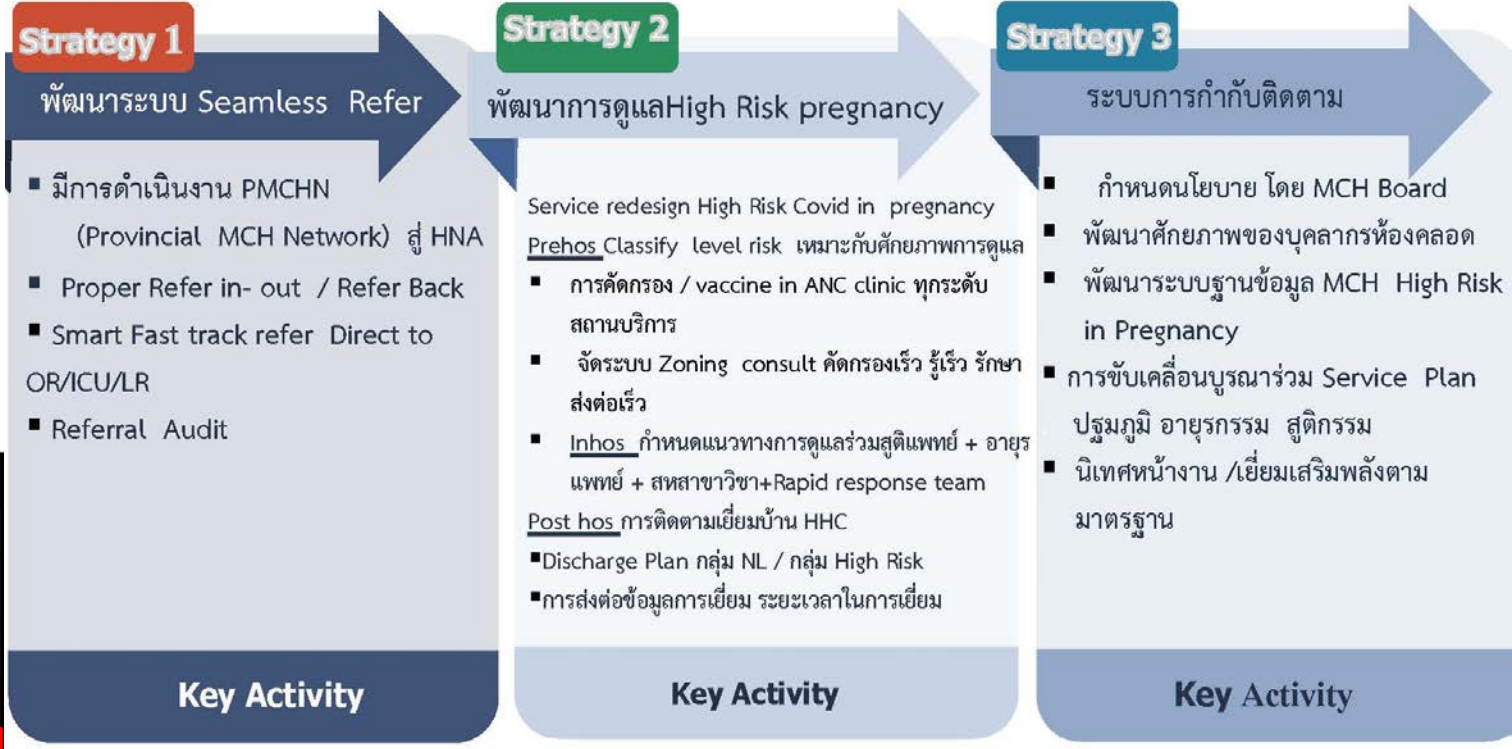 Strategy 1
พัฒนาระบบ Seamless Refer
▪ มีการดำเนินงาน PMCHN
(Provincial MCH Network) สู่ HNA
▪ Proper Refer in- out / Refer Back
▪ Smart Fast track refer Direct to
OR/ICU/LR
▪ Referral Audit
Key Activity
Strategy 2
พัฒนาการดูแลHigh Risk pregnancy
Service redesign High Risk Covid in pregnancy
Prehos Classify level risk เหมาะกับศักยภาพการดูแล
▪ การคัดกรอง / vaccine in ANC clinic ทุกระดับ
สถานบริการ
▪ จัดระบบ Zoning consult คัดกรองเร็ว รู้เร็ว รักษา
ส่งต่อเร็ว
▪ Inhos กำหนดแนวทางการดูแลร่วมสูติแพทย์ + อายุร
แพทย์ + สหสาขาวิชา+Rapid response team
Post hos การติดตามเยี่ยมบ้าน HHC
▪Discharge Plan กลุ่ม NL / กลุ่ม High Risk
▪การส่งต่อข้อมูลการเยี่ยม ระยะเวลาในการเยี่ยม
Key Activity
Strategy 3
ระบบการกำกับติดตาม
▪ กำหนดนโยบาย โดย MCH Board
▪ พัฒนาศักยภาพของบุคลากรห้องคลอด
▪ พัฒนาระบบฐานข้อมูล MCH High Risk
in Pregnancy
▪ การขับเคลื่อนบูรณาร่วม Service Plan
ปฐมภูมิ อายุรกรรม สูติกรรม
▪ นิเทศหน้างาน /เยี่ยมเสริมพลังตาม
มาตรฐาน
Key Activity